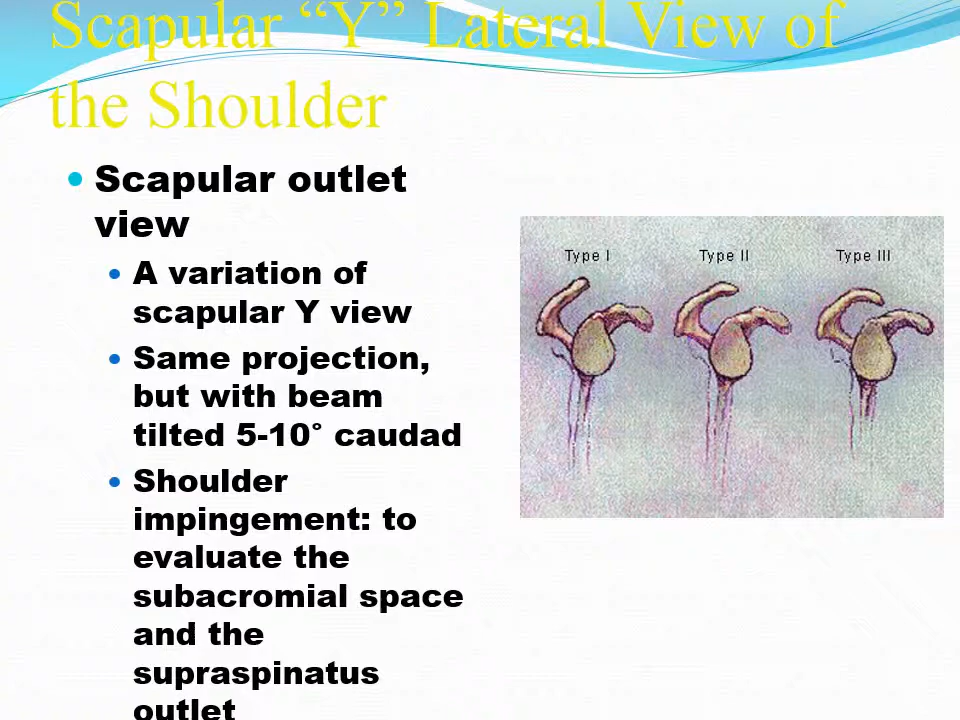 Scapular “Y” Lateral View of
the Shoulder
Scapular outlet
view
A variation of
scapular Y view
Same projection,
but with beam
tilted 5-10° caudad
Shoulder
impingement: to
evaluate the
subacromial space
and the
supraspinatus
outlet
Type I
Type II
Type III